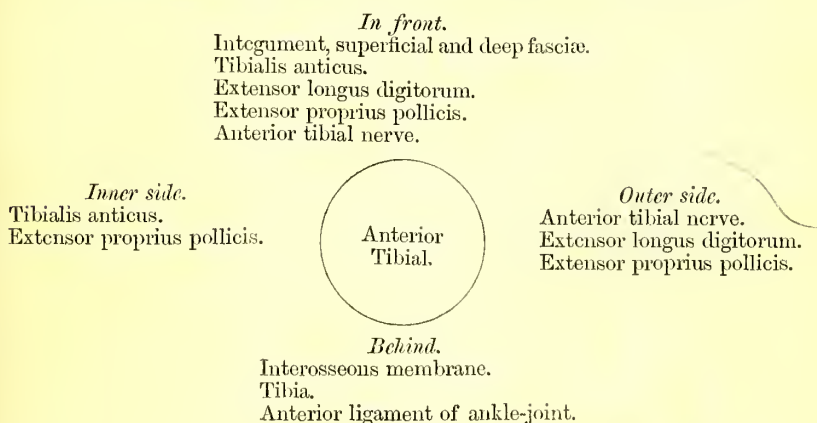 In front.
Integument, superficial and deep fasciæ.
Tibialis anticus.
Extensor longus digitorum.
Extensor proprius pollicis.
Anterior tibial nerve.
Inner side.
Tibialis anticus.
Extensor proprius pollicis.
Anterior
Tibial.
Outer side.
Anterior tibial nerve.
Extensor longus digitorum.
Extensor proprius pollicis.
Behind.
Interosseous membrane.
Tibia.
Anterior ligament of ankle-joint.